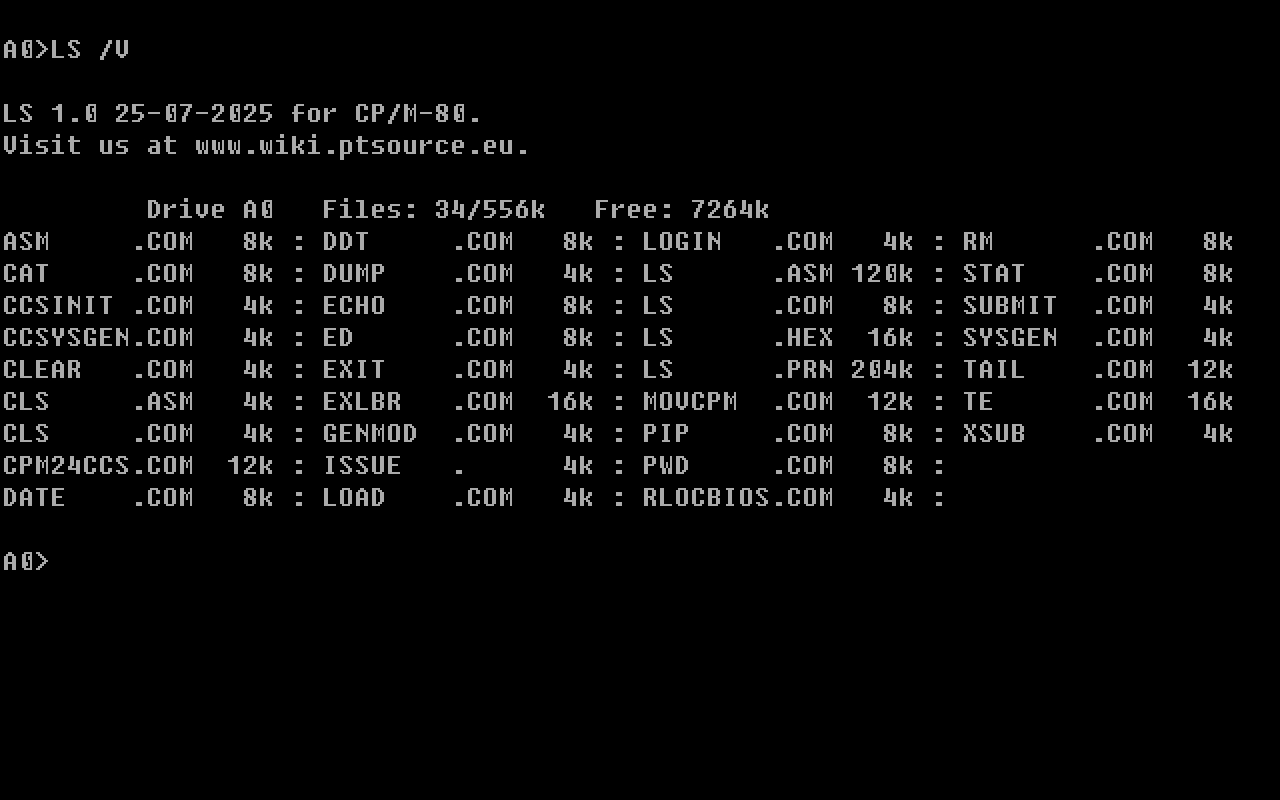 A0>LS /V
LS 1.0 25-07-2025 for CP/M-80.
Visit us at www.wiki.ptsource.eu.
         Drive A0   Files: 34/556k   Free: 7264k
ASM     .COM   8k : DDT     .COM   8k : LOGIN   .COM   4k : RM      .COM   8k
CAT     .COM   8k : DUMP    .COM   4k : LS      .ASM 120k : STAT    .COM   8k
CCSINIT .COM   4k : ECHO    .COM   8k : LS      .COM   8k : SUBMIT  .COM   4k
CCSYSGEN.COM   4k : ED      .COM   8k : LS      .HEX  16k : SYSGEN  .COM   4k
CLEAR   .COM   4k : EXIT    .COM   4k : LS      .PRN 204k : TAIL    .COM  12k
CLS     .ASM   4k : EXLBR   .COM  16k : MOVCPM  .COM  12k : TE      .COM  16k
CLS     .COM   4k : GENMOD  .COM   4k : PIP     .COM   8k : XSUB    .COM   4k
CPM24CCS.COM  12k : ISSUE   .      4k : PWD     .COM   8k :
DATE    .COM   8k : LOAD    .COM   4k : RLOCBIOS.COM   4k :
A0>